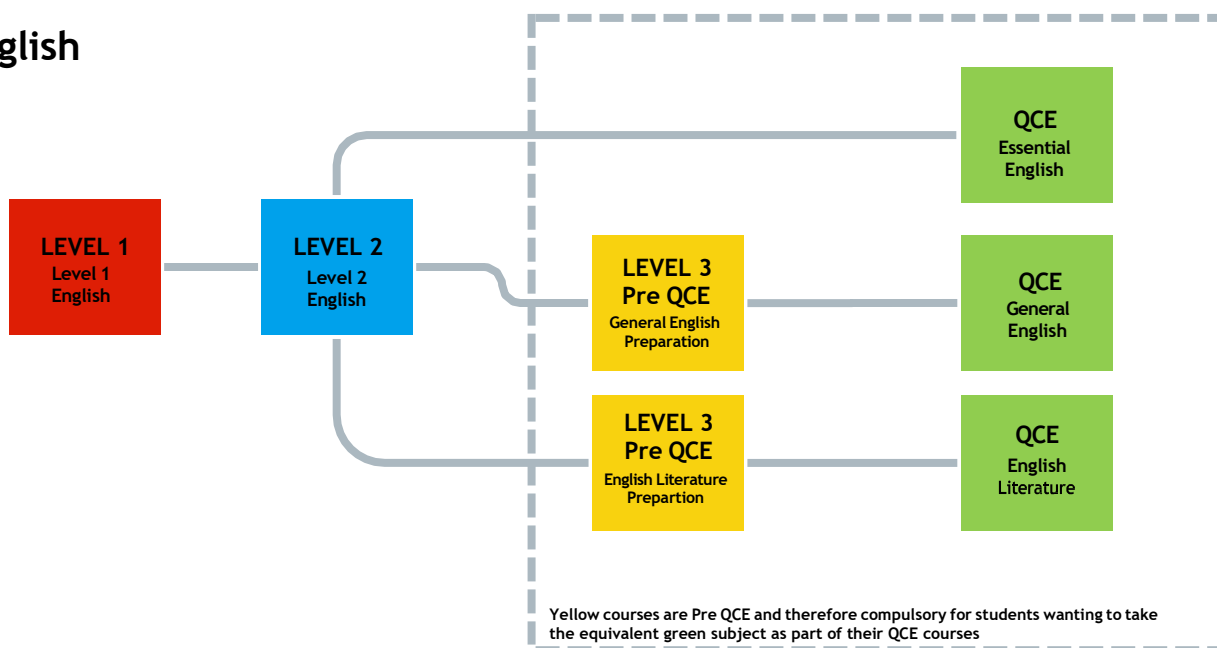 glish
QCE
Essential
English
LEVEL 1
Level 1
English
LEVEL 2
Level 2
English
LEVEL 3
Pre QCE
General English
Preparation
QCE
General
English
LEVEL 3
Pre QCE
English Literature
Prepartion
QCE
English
Literature
Yellow courses are Pre QCE and therefore compulsory for students wanting to take
the equivalent green subject as part of their QCE courses